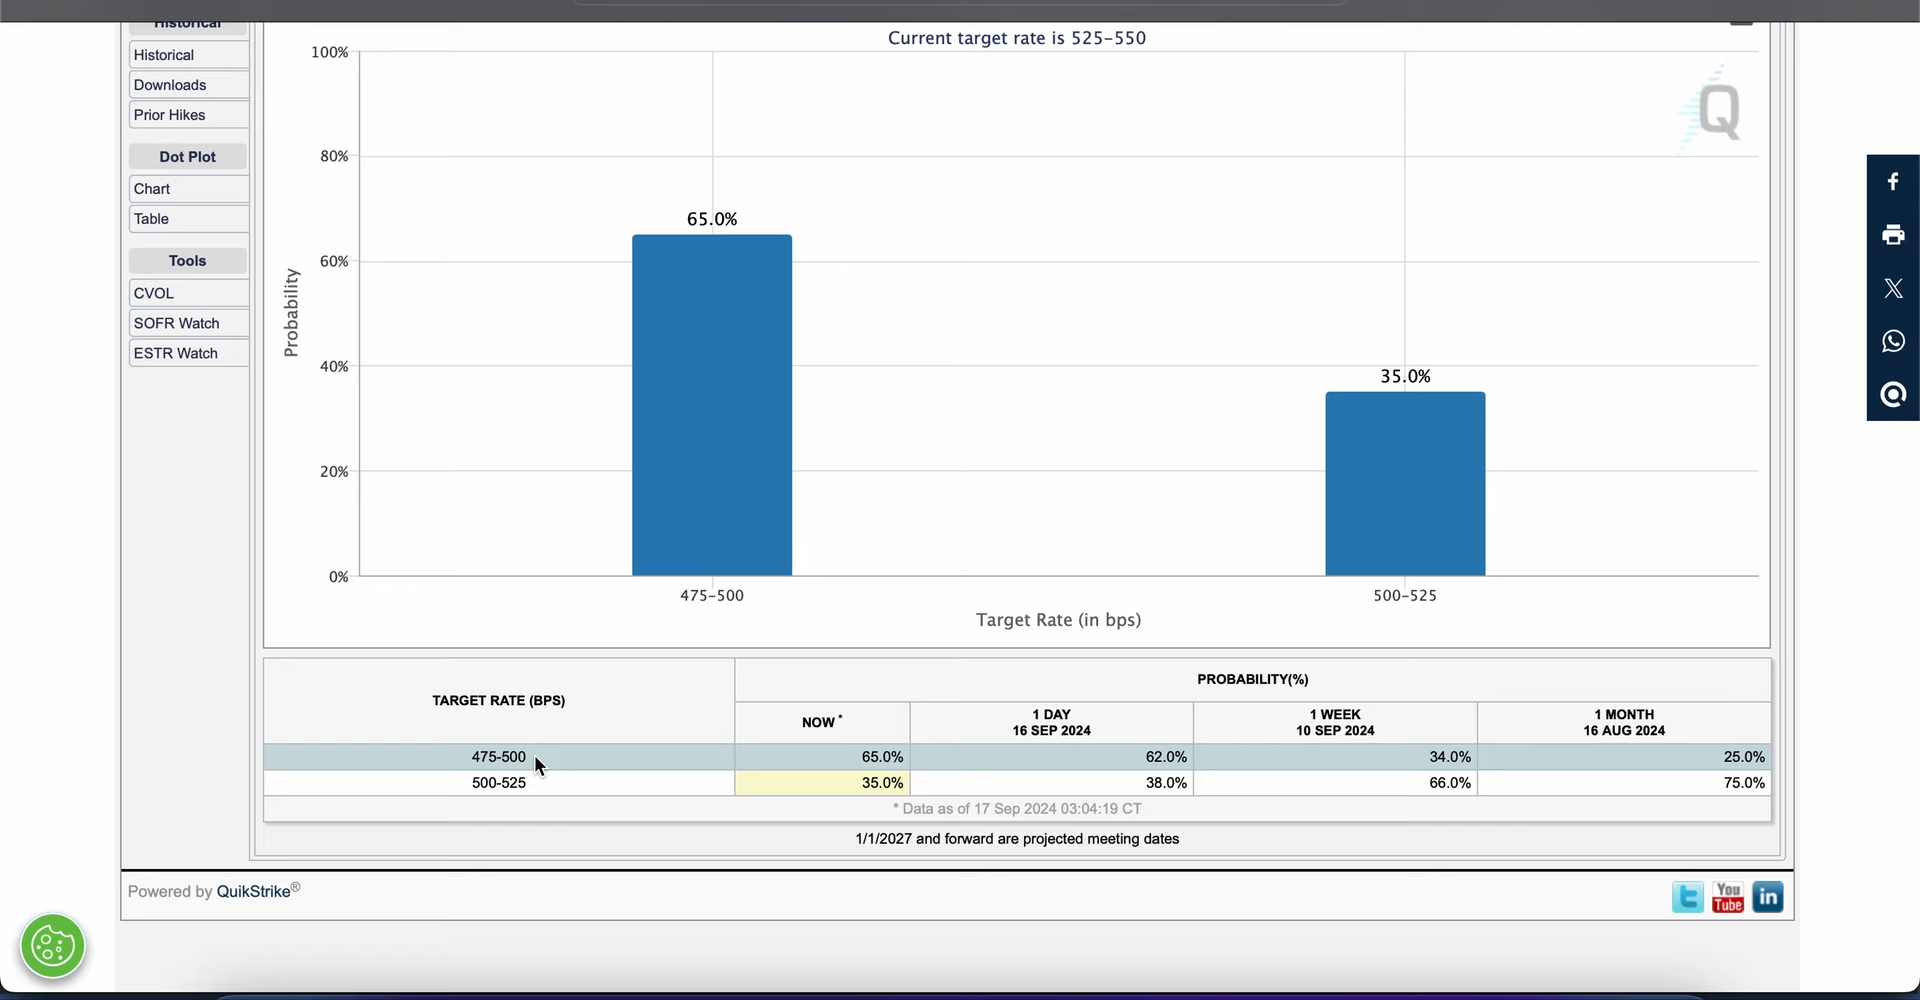 Historical
Historical
Downloads
Prior Hikes
Dot Plot
Chart
Table
Tools
CVOL
SOFR Watch
ESTR Watch
Current target rate is 525–550
100%
80%
60%
40%
20%
0%
Probability
65.0%
35.0%
475–500
500–525
Target Rate (in bps)
Q
TARGET RATE (BPS)
PROBABILITY(%)
NOW *
1 DAY
16 SEP 2024
1 WEEK
10 SEP 2024
1 MONTH
16 AUG 2024
475-500 65.0% 62.0% 34.0% 25.0%
500-525 35.0% 38.0% 66.0% 75.0%
* Data as of 17 Sep 2024 03:04:19 CT
1/1/2027 and forward are projected meeting dates
Powered by QuikStrike®
You
Tube
in